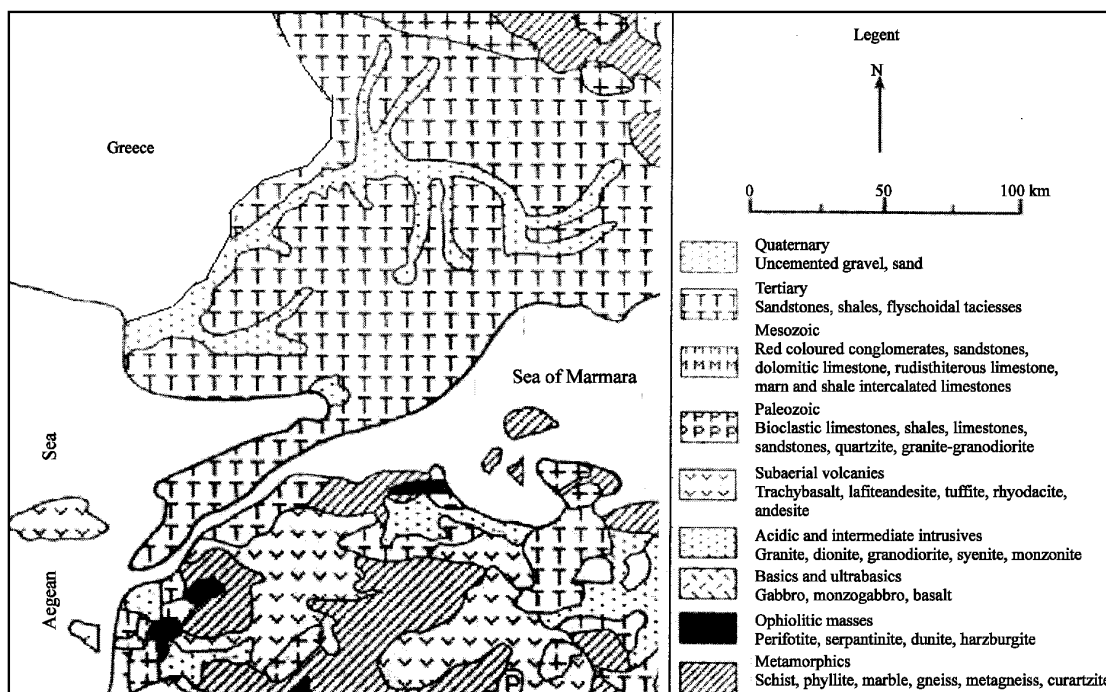 Greece
Sea of Marmara
Sea
Aegean
P
Legent
N
0 50 100 km
Quaternary
Uncemented gravel, sand
Tertiary
Sandstones, shales, flyschoidal taciesses
Mesozoic
Red coloured conglomerates, sandstones,
dolomitic limestone, rudisthiterous limestone,
marn and shale intercalated limestones
Paleozoic
Bioclastic limestones, shales, limestones,
sandstones, quartzite, granite-granodiorite
Subaerial volcanies
Trachybasalt, lafiteandesite, tuffite, rhyodacite,
andesite
Acidic and intermediate intrusives
Granite, dionite, granodiorite, syenite, monzonite
Basics and ultrabasics
Gabbro, monzogabbro, basalt
Ophiolitic masses
Perifotite, serpantinite, dunite, harzburgite
Metamorphics
Schist, phyllite, marble, gneiss, metagneiss, curartzite